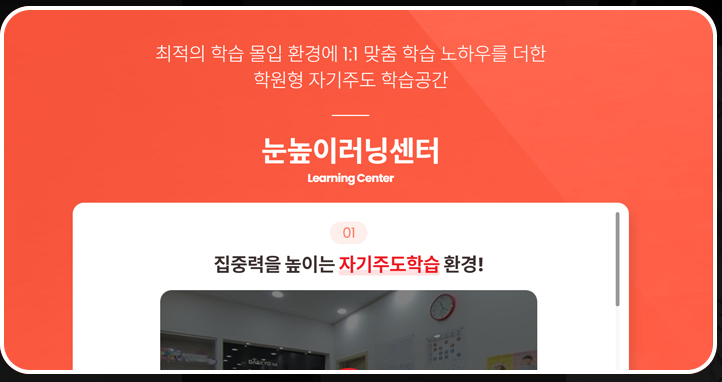 최적의 학습 몰입 환경에 1:1 맞춤 학습 노하우를 더한
학원형 자기주도 학습공간
눈높이러닝센터
Learning Center
01
집중력을 높이는 자기주도학습 환경!